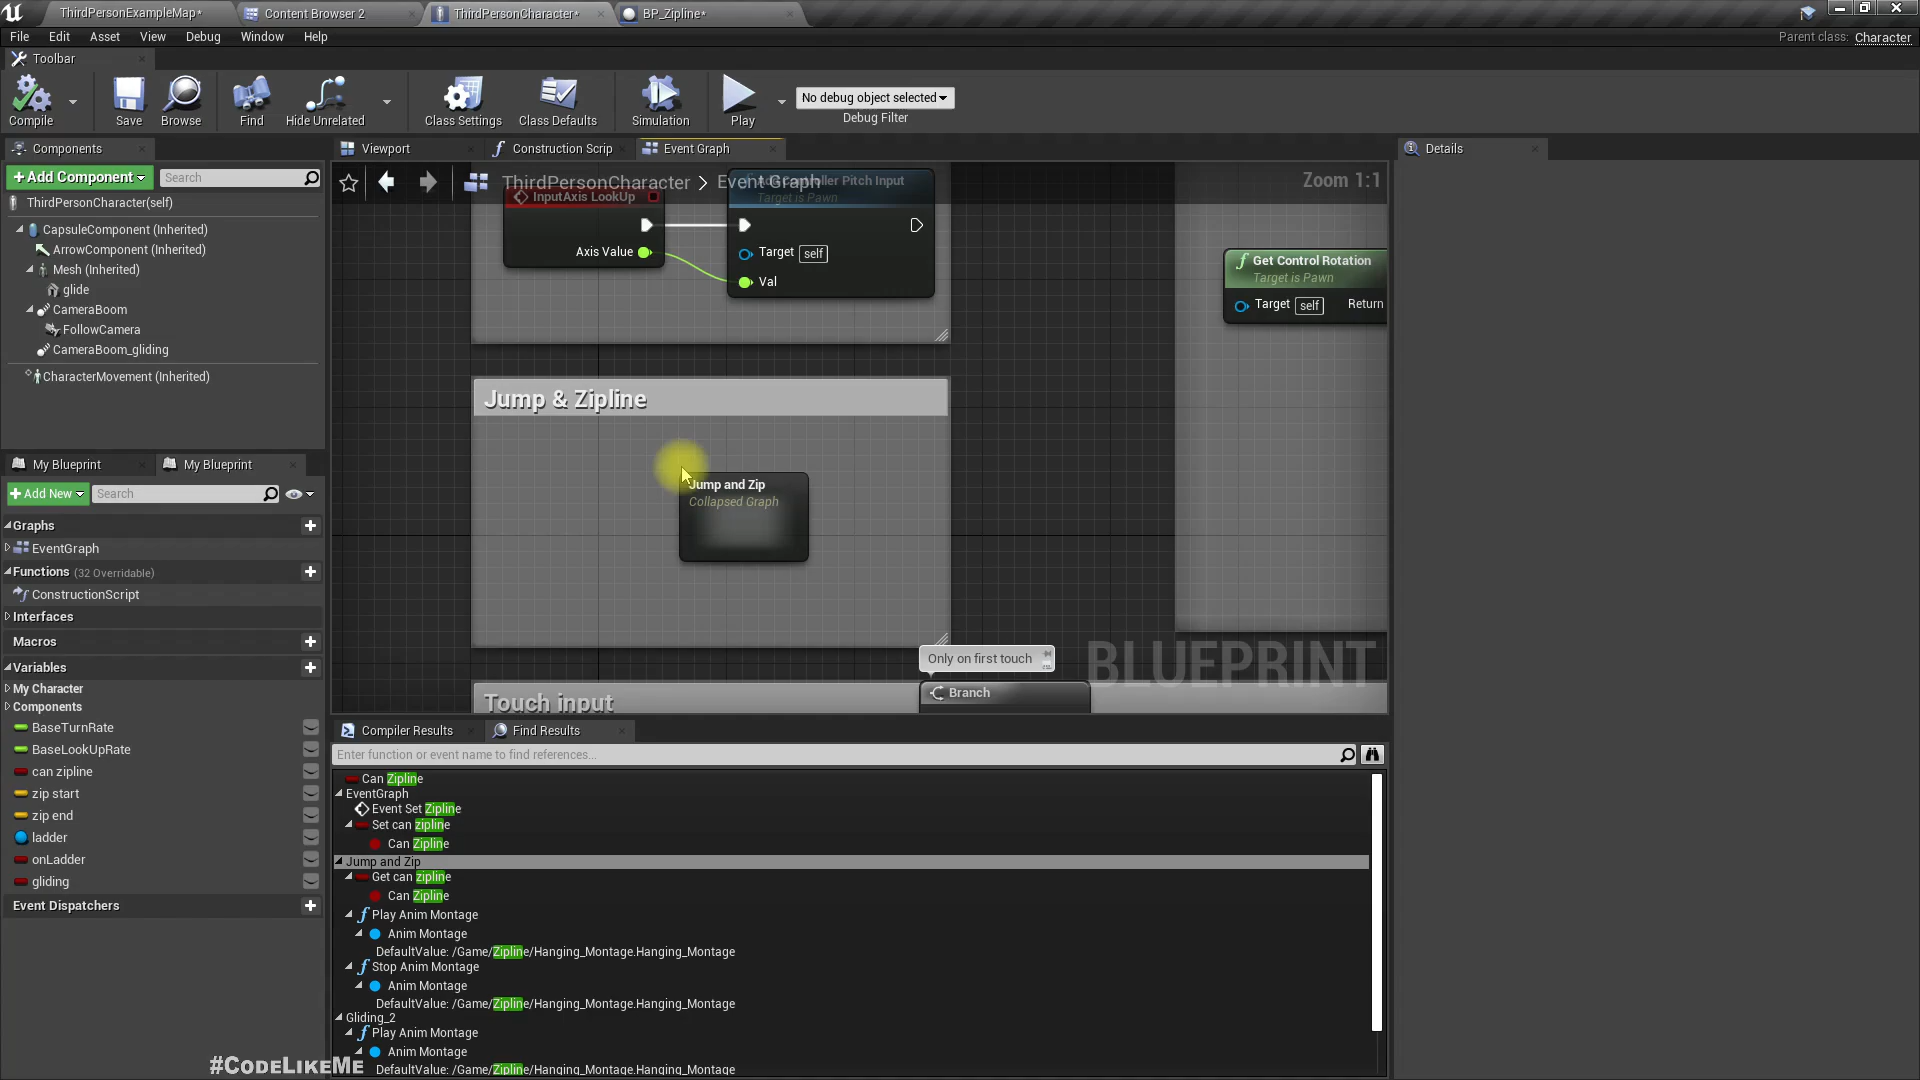 ThirdPersonExampleMap*
Content Browser 2
ThirdPersonCharacter*
BP_Zipline*
File Edit Asset View Debug Window Help
Parent class: Character
Toolbar
Compile
Save
Browse
Find
Hide Unrelated
Class Settings
Class Defaults
Simulation
Play
No debug object selected
Debug Filter
Components
Viewport
Construction Scrip
Event Graph
Details
+Add Component
Search
ThirdPersonCharacter > Event Graph
Zoom 1:1
ThirdPersonCharacter(self)
CapsuleComponent (Inherited)
ArrowComponent (Inherited)
Mesh (Inherited)
glide
CameraBoom
FollowCamera
CameraBoom_gliding
CharacterMovement (Inherited)
InputAxis LookUp
Axis Value
Controller Pitch Input
Target is Pawn
Target self
Val
Get Control Rotation
Target is Pawn
Target self Return
Jump & Zipline
Jump and Zip
Collapsed Graph
Only on first touch
Branch
Touch input
BLUEPRINT
My Blueprint
My Blueprint
+Add New
Search
Graphs
EventGraph
Functions (32 Overridable)
ConstructionScript
Interfaces
Macros
Variables
My Character
Components
BaseTurnRate
BaseLookUpRate
can zipline
zip start
zip end
ladder
onLadder
gliding
Event Dispatchers
Compiler Results
Find Results
Enter function or event name to find references...
Can Zipline
EventGraph
Event Set Zipline
Set can zipline
Can Zipline
Jump and Zip
Get can zipline
Can Zipline
Play Anim Montage
Anim Montage
DefaultValue: /Game/Zipline/Hanging_Montage.Hanging_Montage
Stop Anim Montage
Anim Montage
DefaultValue: /Game/Zipline/Hanging_Montage.Hanging_Montage
Gliding_2
Play Anim Montage
Anim Montage
DefaultValue: /Game/Zipline/Hanging_Montage.Hanging_Montage
#CodeLikeMe